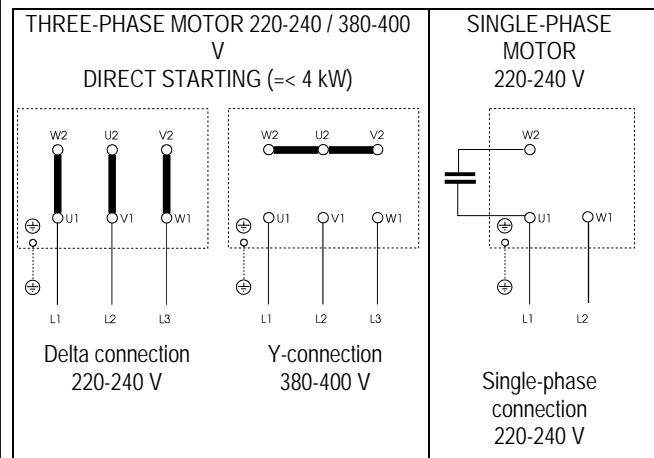 THREE-PHASE MOTOR 220-240 / 380-400
V
DIRECT STARTING (=< 4 kW)
W2 U2 V2
U1 V1 W1
L1 L2 L3
Delta connection
220-240 V
W2 U2 V2
U1 V1 W1
L1 L2 L3
Y-connection
380-400 V
SINGLE-PHASE
MOTOR
220-240 V
W2
U1 W1
L1 L2
Single-phase
connection
220-240 V